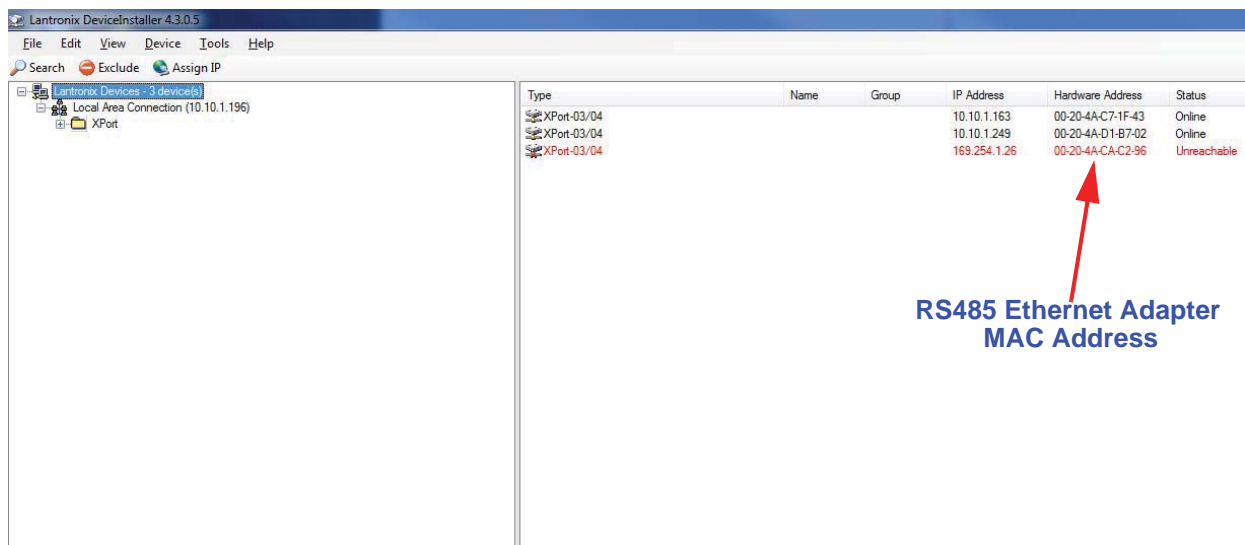 Lantronix DeviceInstaller 4.3.0.5
File Edit View Device Tools Help
Search Exclude Assign IP
Lantronix Devices - 3 device(s)
Local Area Connection (10.10.1.196)
XPort
Type Name Group IP Address Hardware Address Status
XPort-03/04 10.10.1.163 00-20-4A-C7-1F-43 Online
XPort-03/04 10.10.1.249 00-20-4A-D1-B7-02 Online
XPort-03/04 169.254.1.26 00-20-4A-CA-C2-96 Unreachable
RS485 Ethernet Adapter
MAC Address